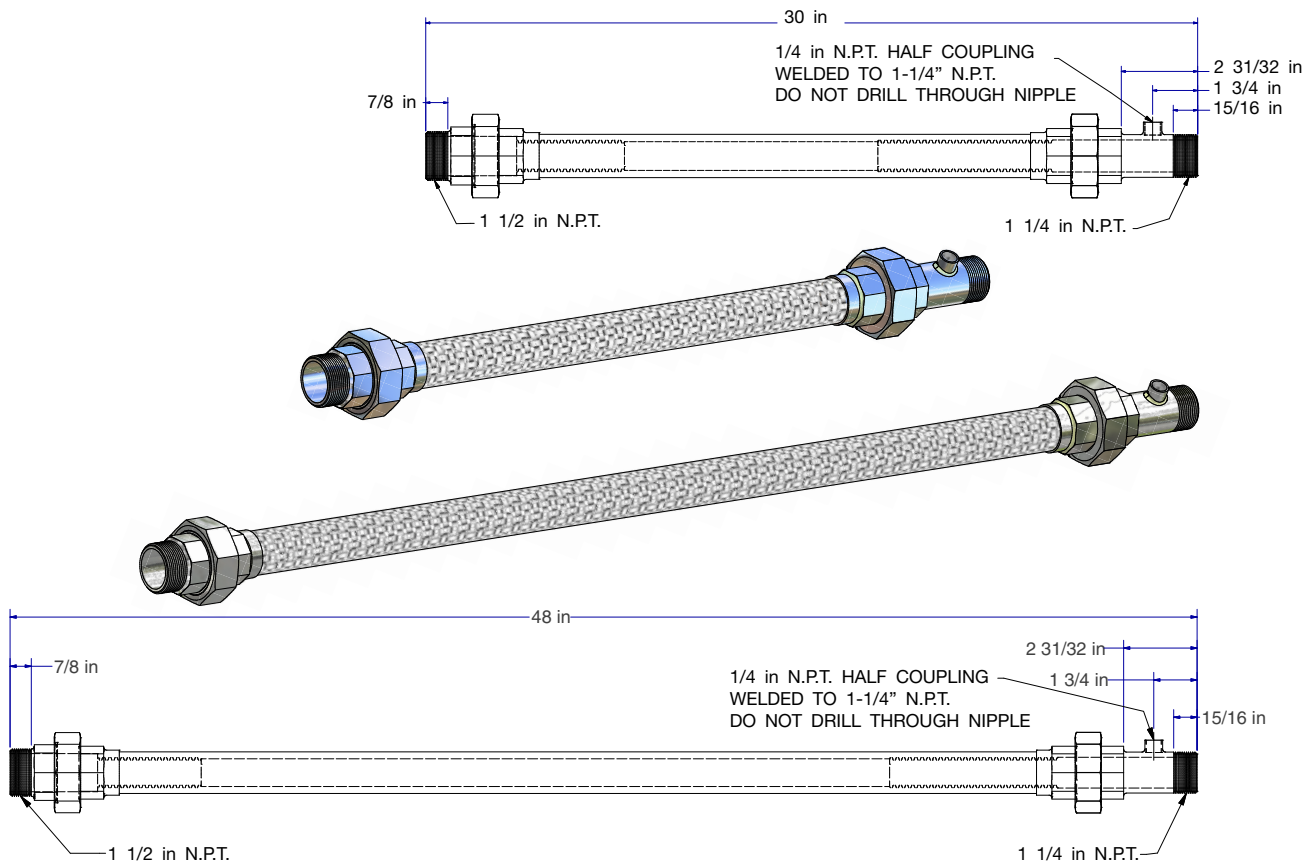 30 in
1/4 in N.P.T. HALF COUPLING
WELDED TO 1-1/4” N.P.T.
DO NOT DRILL THROUGH NIPPLE
2 31/32 in
1 3/4 in
15/16 in
7/8 in
1 1/2 in N.P.T.
1 1/4 in N.P.T.
48 in
7/8 in
2 31/32 in
1 3/4 in
15/16 in
1/4 in N.P.T. HALF COUPLING
WELDED TO 1-1/4” N.P.T.
DO NOT DRILL THROUGH NIPPLE
1 1/2 in N.P.T.
1 1/4 in N.P.T.